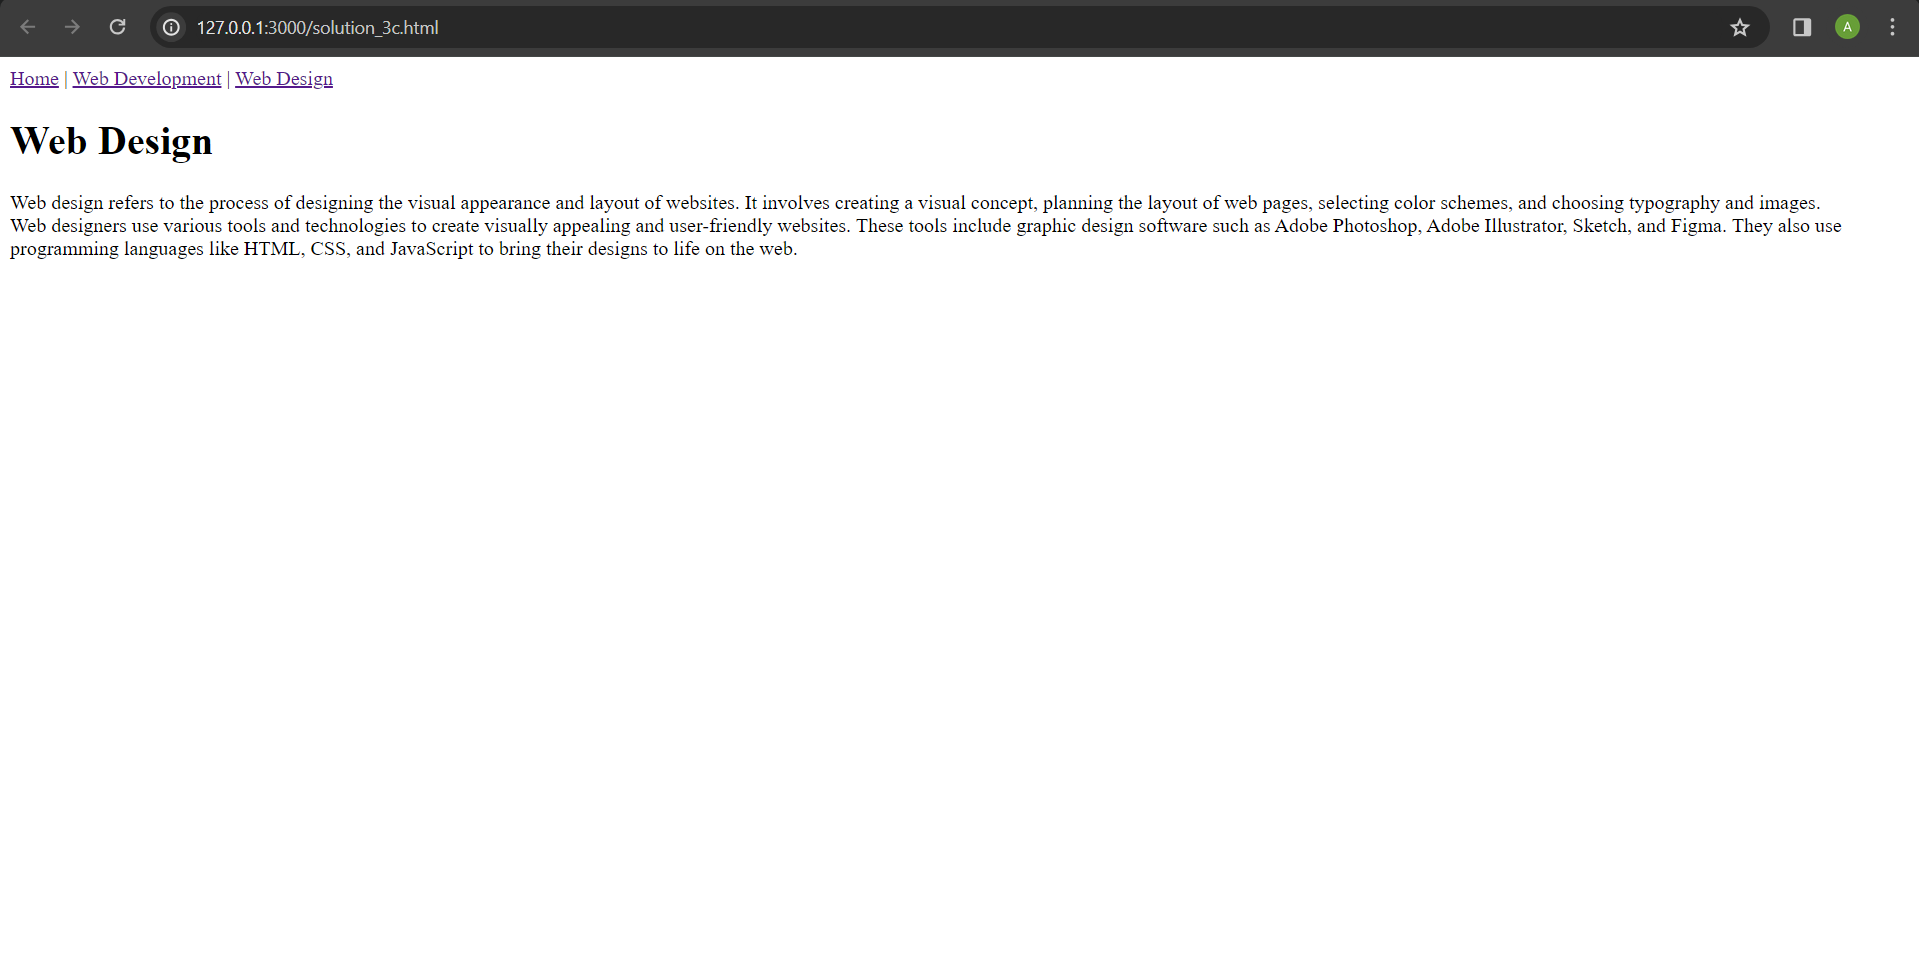 127.0.0.1:3000/solution_3c.html
A
Home | Web Development | Web Design
Web Design
Web design refers to the process of designing the visual appearance and layout of websites. It involves creating a visual concept, planning the layout of web pages, selecting color schemes, and choosing typography and images.
Web designers use various tools and technologies to create visually appealing and user-friendly websites. These tools include graphic design software such as Adobe Photoshop, Adobe Illustrator, Sketch, and Figma. They also use
programming languages like HTML, CSS, and JavaScript to bring their designs to life on the web.